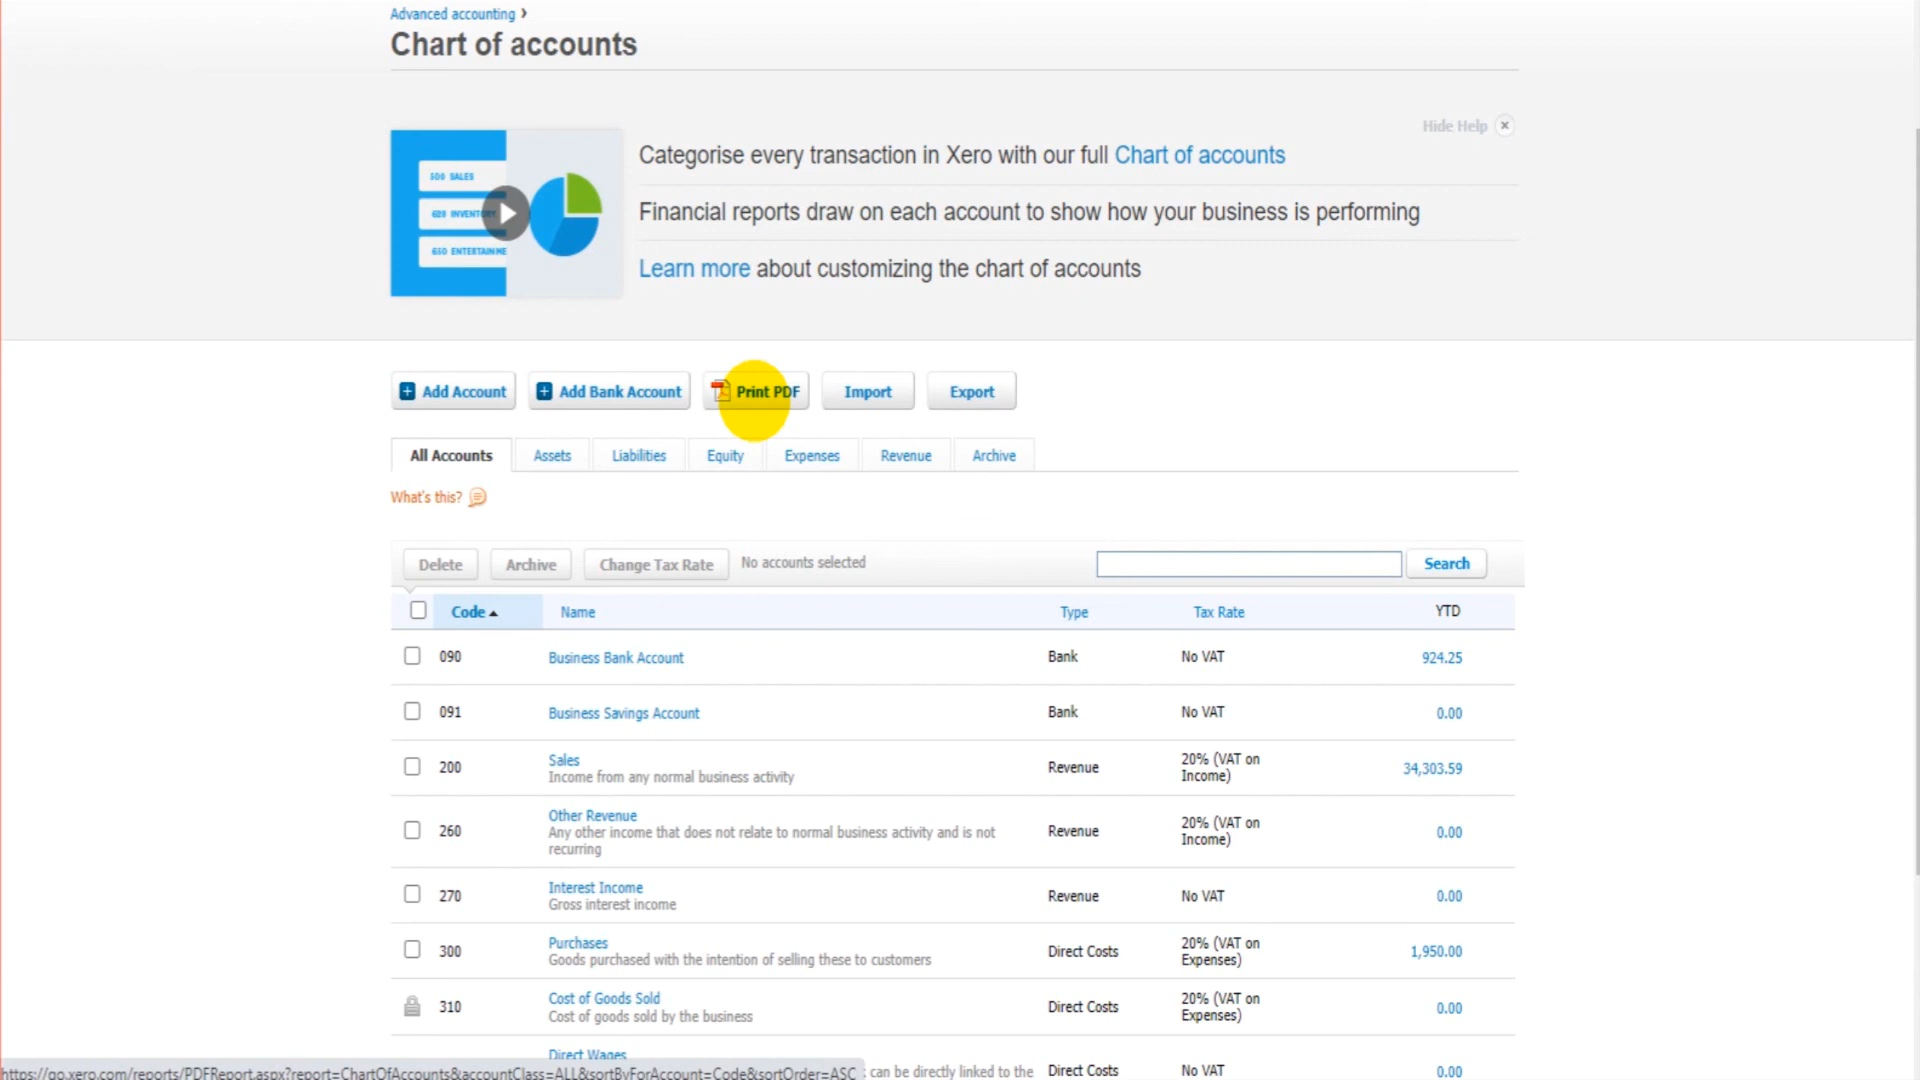 Advanced accounting ›
Chart of accounts
Hide Help ×
500 SALES
620 INVENTORY
650 ENTERTAINME
Categorise every transaction in Xero with our full Chart of accounts
Financial reports draw on each account to show how your business is performing
Learn more about customizing the chart of accounts
Add Account Add Bank Account Print PDF Import Export
All Accounts Assets Liabilities Equity Expenses Revenue Archive
What's this?
Delete Archive Change Tax Rate No accounts selected Search
Code Name Type Tax Rate YTD
090 Business Bank Account Bank No VAT 924.25
091 Business Savings Account Bank No VAT 0.00
200 Sales Revenue 20% (VAT on 34,303.59
Income from any normal business activity Income)
260 Other Revenue Revenue 20% (VAT on 0.00
Any other income that does not relate to normal business activity and is not Income)
recurring
270 Interest Income Revenue No VAT 0.00
Gross interest income
300 Purchases Direct Costs 20% (VAT on 1,950.00
Goods purchased with the intention of selling these to customers Expenses)
310 Cost of Goods Sold Direct Costs 20% (VAT on 0.00
Cost of goods sold by the business Expenses)
Direct Wages Direct Costs No VAT 0.00
can be directly linked to the
https://go.xero.com/reports/PDFReport.aspx?report=ChartOfAccounts&accountClass=ALL&sortByForAccount=Code&sortOrder=ASC